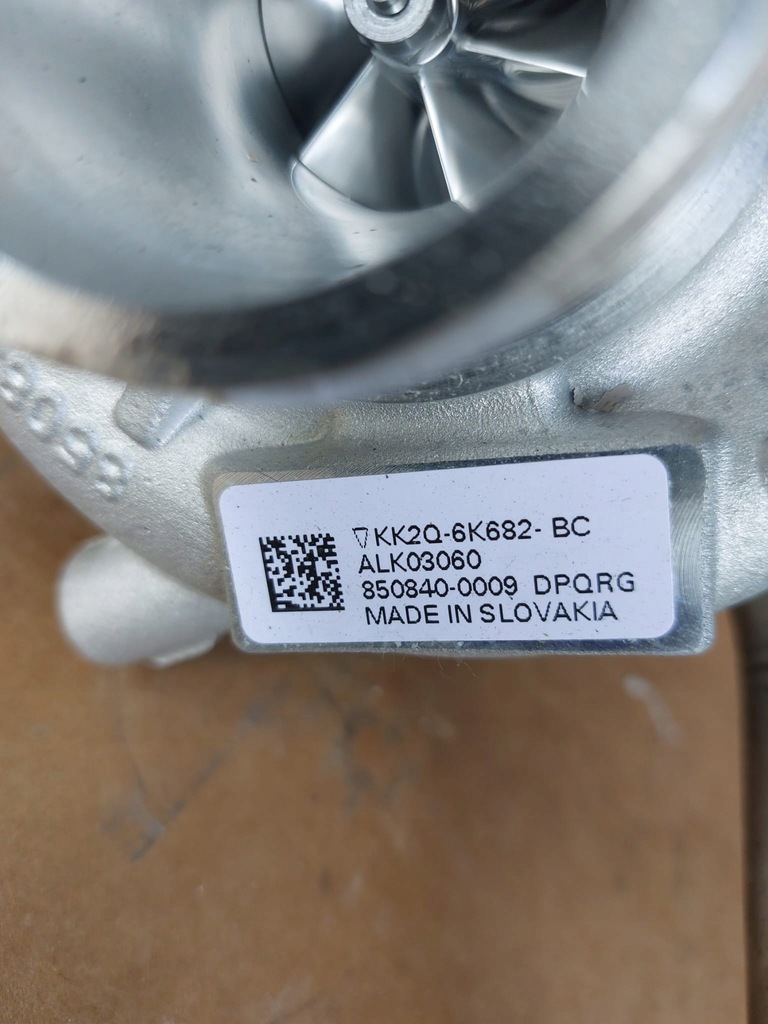 ▽KK2Q-6K682- BC
ALK03060
850840-0009 DPQRG
MADE IN SLOVAKIA